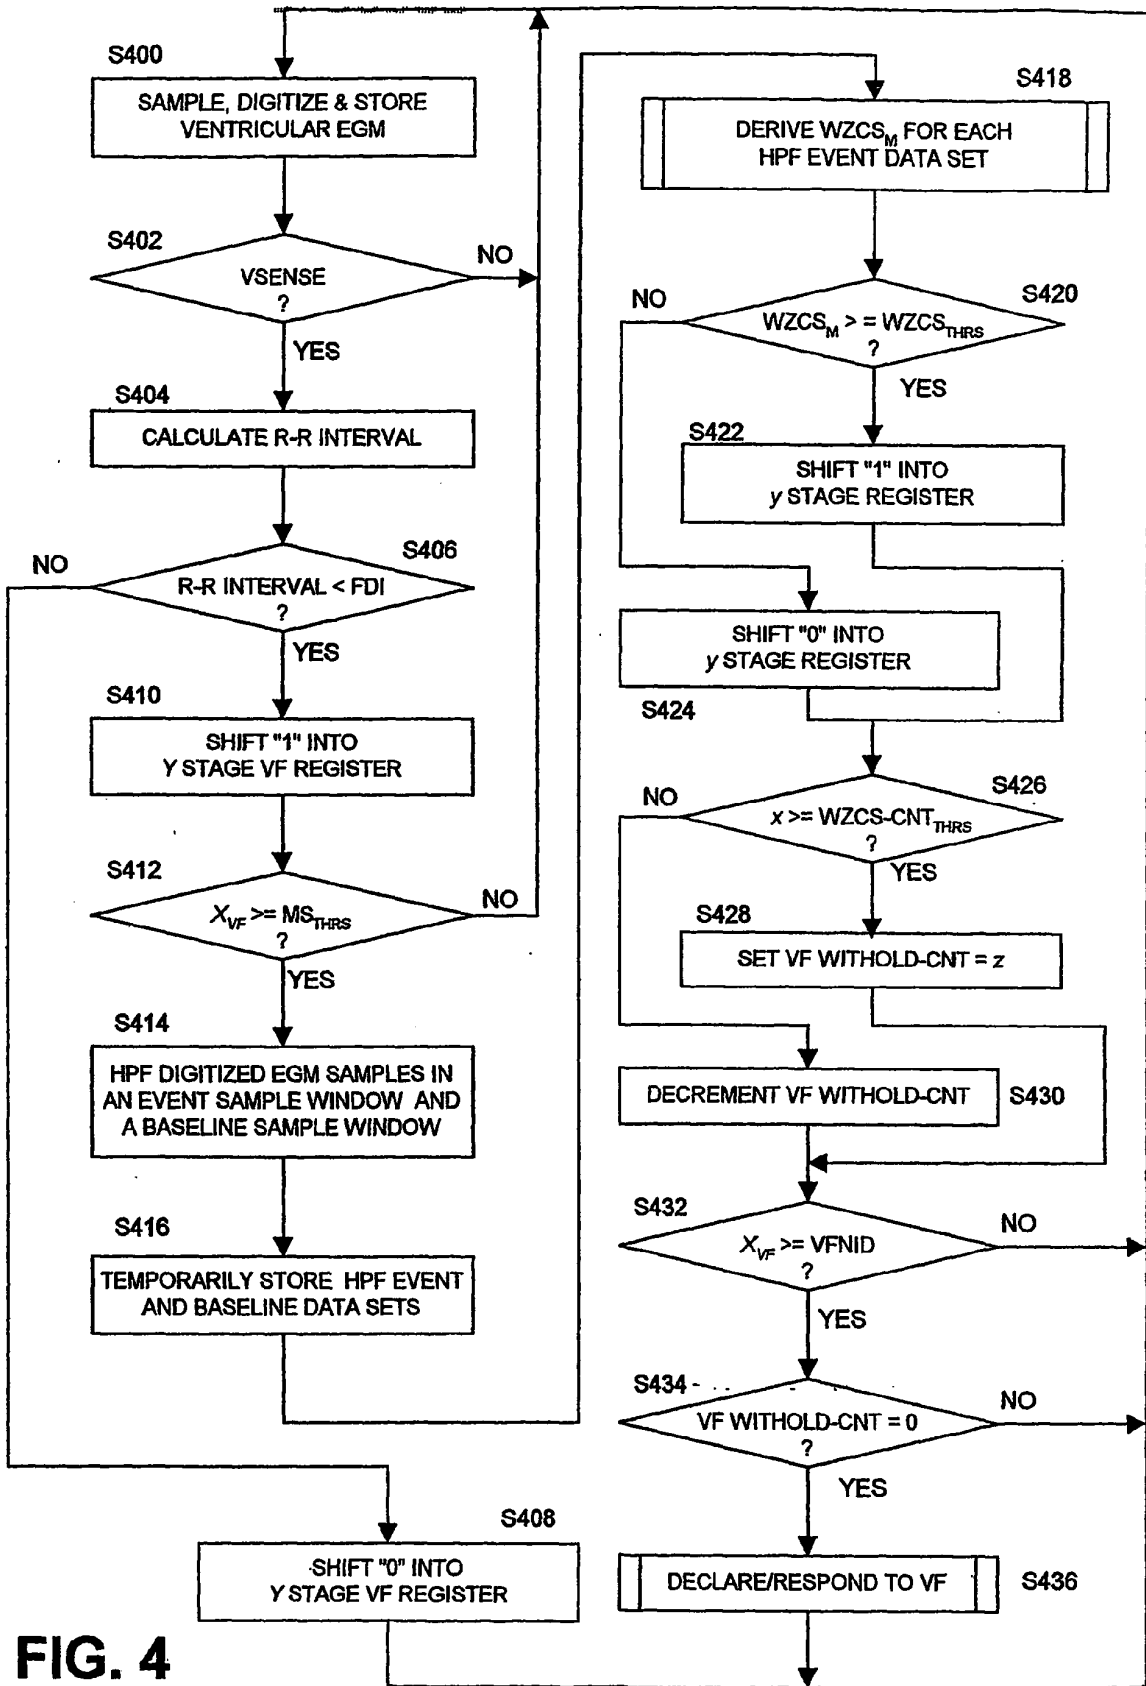 S400
SAMPLE, DIGITIZE & STORE
VENTRICULAR EGM
S402
VSENSE
?
NO
YES
S404
CALCULATE R-R INTERVAL
S406
NO
R-R INTERVAL < FDI
?
YES
S410
SHIFT "1" INTO
Y STAGE VF REGISTER
S412
X_VF >= MS_THRS
?
NO
YES
S414
HPF DIGITIZED EGM SAMPLES IN
AN EVENT SAMPLE WINDOW AND
A BASELINE SAMPLE WINDOW
S416
TEMPORARILY STORE HPF EVENT
AND BASELINE DATA SETS
S408
SHIFT "0" INTO
Y STAGE VF REGISTER
S418
DERIVE WZCS_M FOR EACH
HPF EVENT DATA SET
S420
NO
WZCS_M > = WZCS_THRS
?
YES
S422
SHIFT "1" INTO
y STAGE REGISTER
SHIFT "0" INTO
y STAGE REGISTER
S424
S426
NO
x >= WZCS-CNT_THRS
?
YES
S428
SET VF WITHOLD-CNT = z
DECREMENT VF WITHOLD-CNT
S430
S432
X_VF >= VFNID
?
NO
YES
S434
VF WITHOLD-CNT = 0
?
NO
YES
DECLARE/RESPOND TO VF
S436
FIG. 4